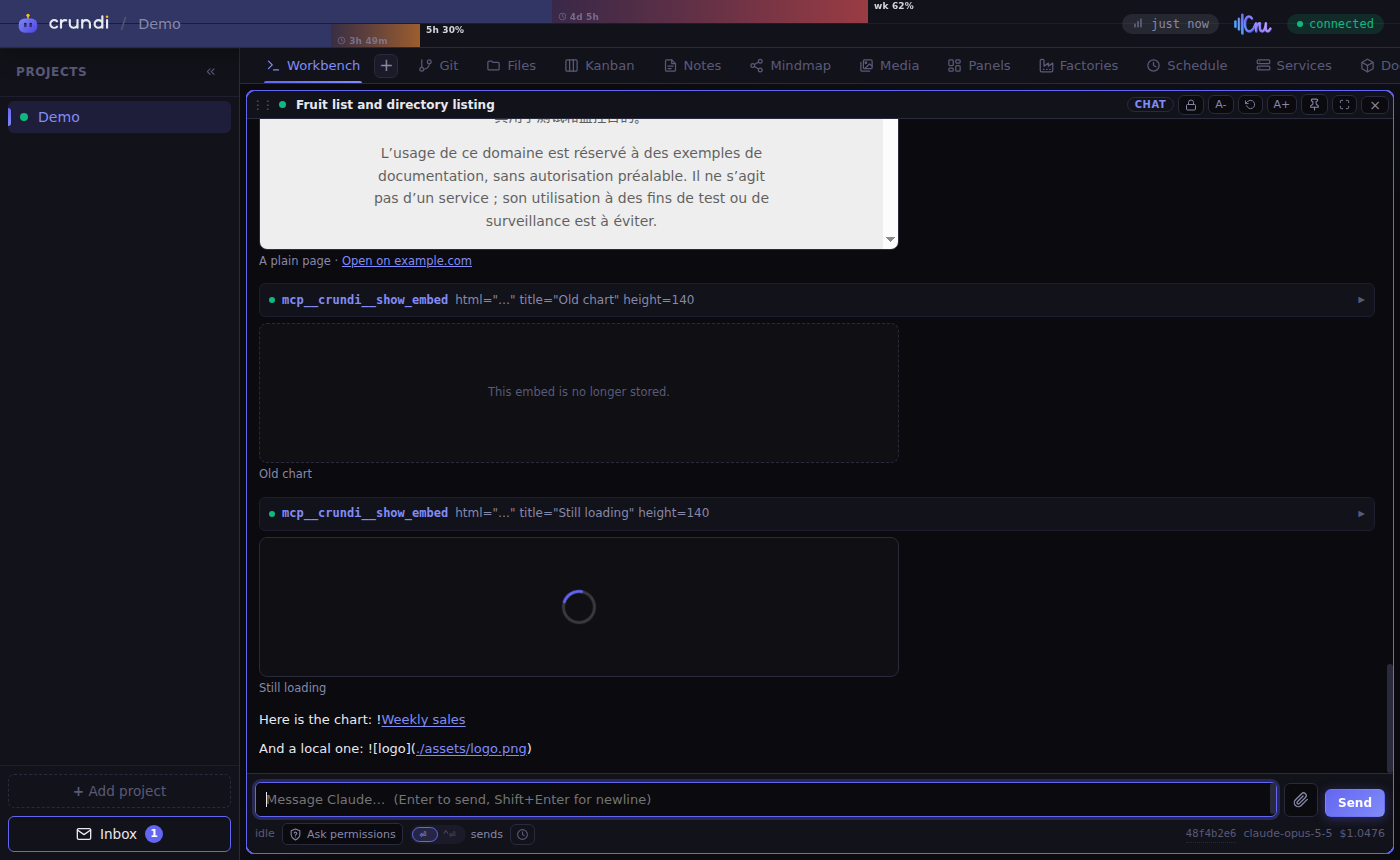 crundi / Demo
4d 5h
wk 62%
3h 49m
5h 30%
just now
Cru
connected
PROJECTS
«
Demo
Workbench
+
Git
Files
Kanban
Notes
Mindmap
Media
Panels
Factories
Schedule
Services
Do
Fruit list and directory listing
CHAT
A-
A+
L’usage de ce domaine est réservé à des exemples de
documentation, sans autorisation préalable. Il ne s’agit
pas d’un service ; son utilisation à des fins de test ou de
surveillance est à éviter.
A plain page · Open on example.com
mcp__crundi__show_embed html="…" title="Old chart" height=140
This embed is no longer stored.
Old chart
mcp__crundi__show_embed html="…" title="Still loading" height=140
Still loading
Here is the chart: !Weekly sales
And a local one: ![logo](./assets/logo.png)
+ Add project
Inbox 1
Message Claude… (Enter to send, Shift+Enter for newline)
Send
idle
Ask permissions
sends
48f4b2e6 claude-opus-5-5 $1.0476